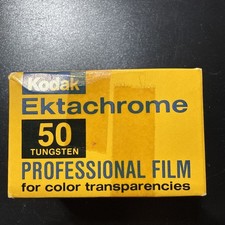 Kodak
Ektachrome
50
TUNGSTEN
PROFESSIONAL FILM
for color transparencies